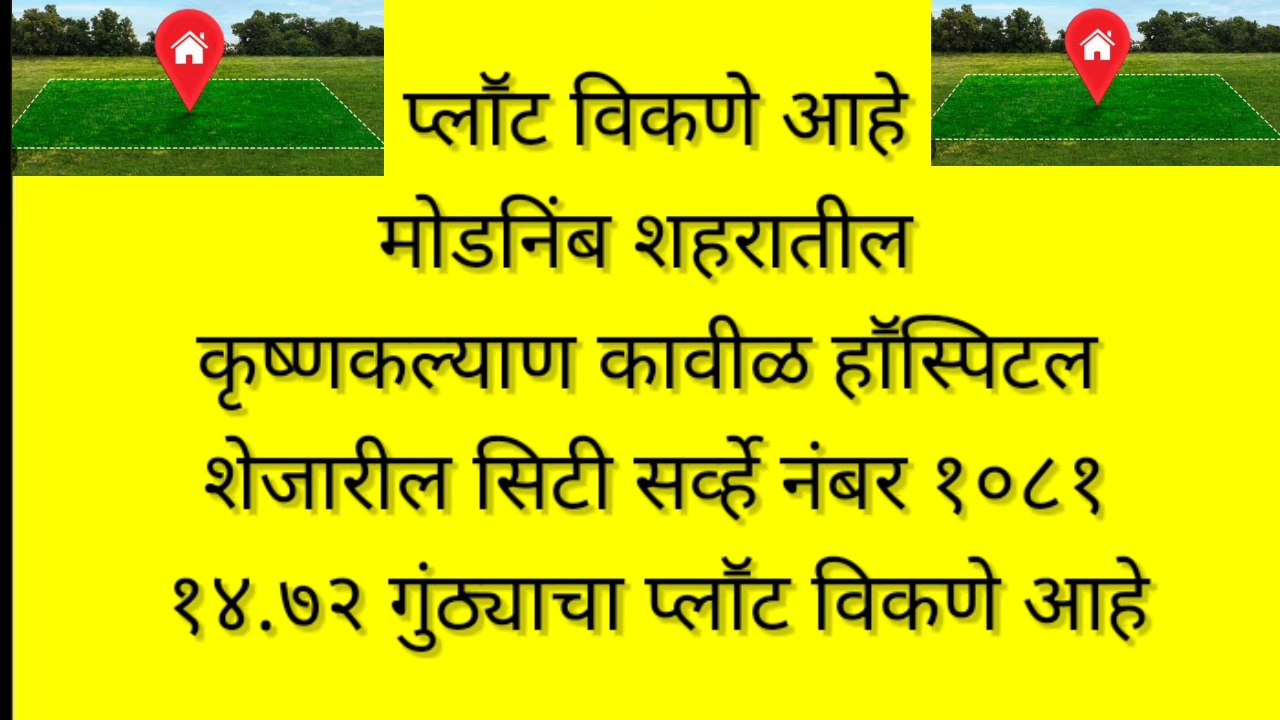 प्लॉट विकणे आहे
मोडनिंब शहरातील
कृष्णकल्याण कावीळ हॉस्पिटल
शेजारील सिटी सर्व्हे नंबर १०८१
१४.७२ गुंठ्याचा प्लॉट विकणे आहे